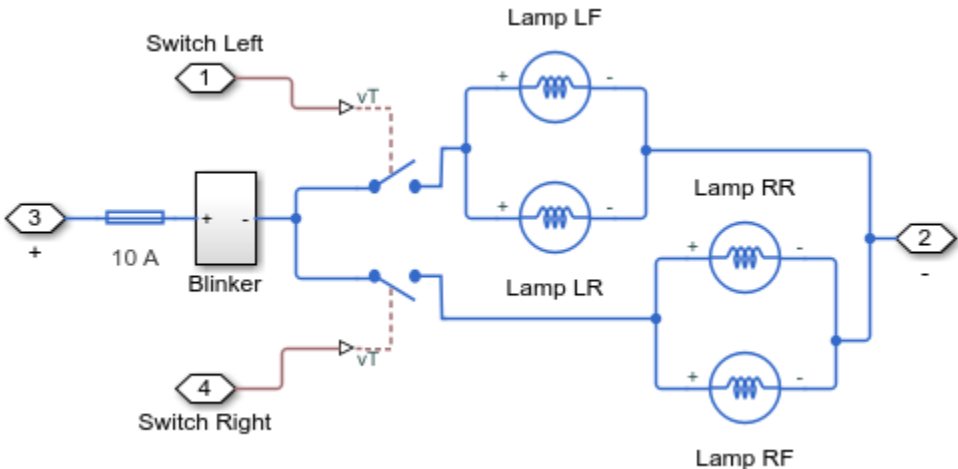 Lamp LF
Switch Left
1
vT
+ -
Lamp RR
+ -
3
+
10 A
+ -
Blinker
Lamp LR
+ -
2
-
vT
4
Switch Right
+ -
Lamp RF